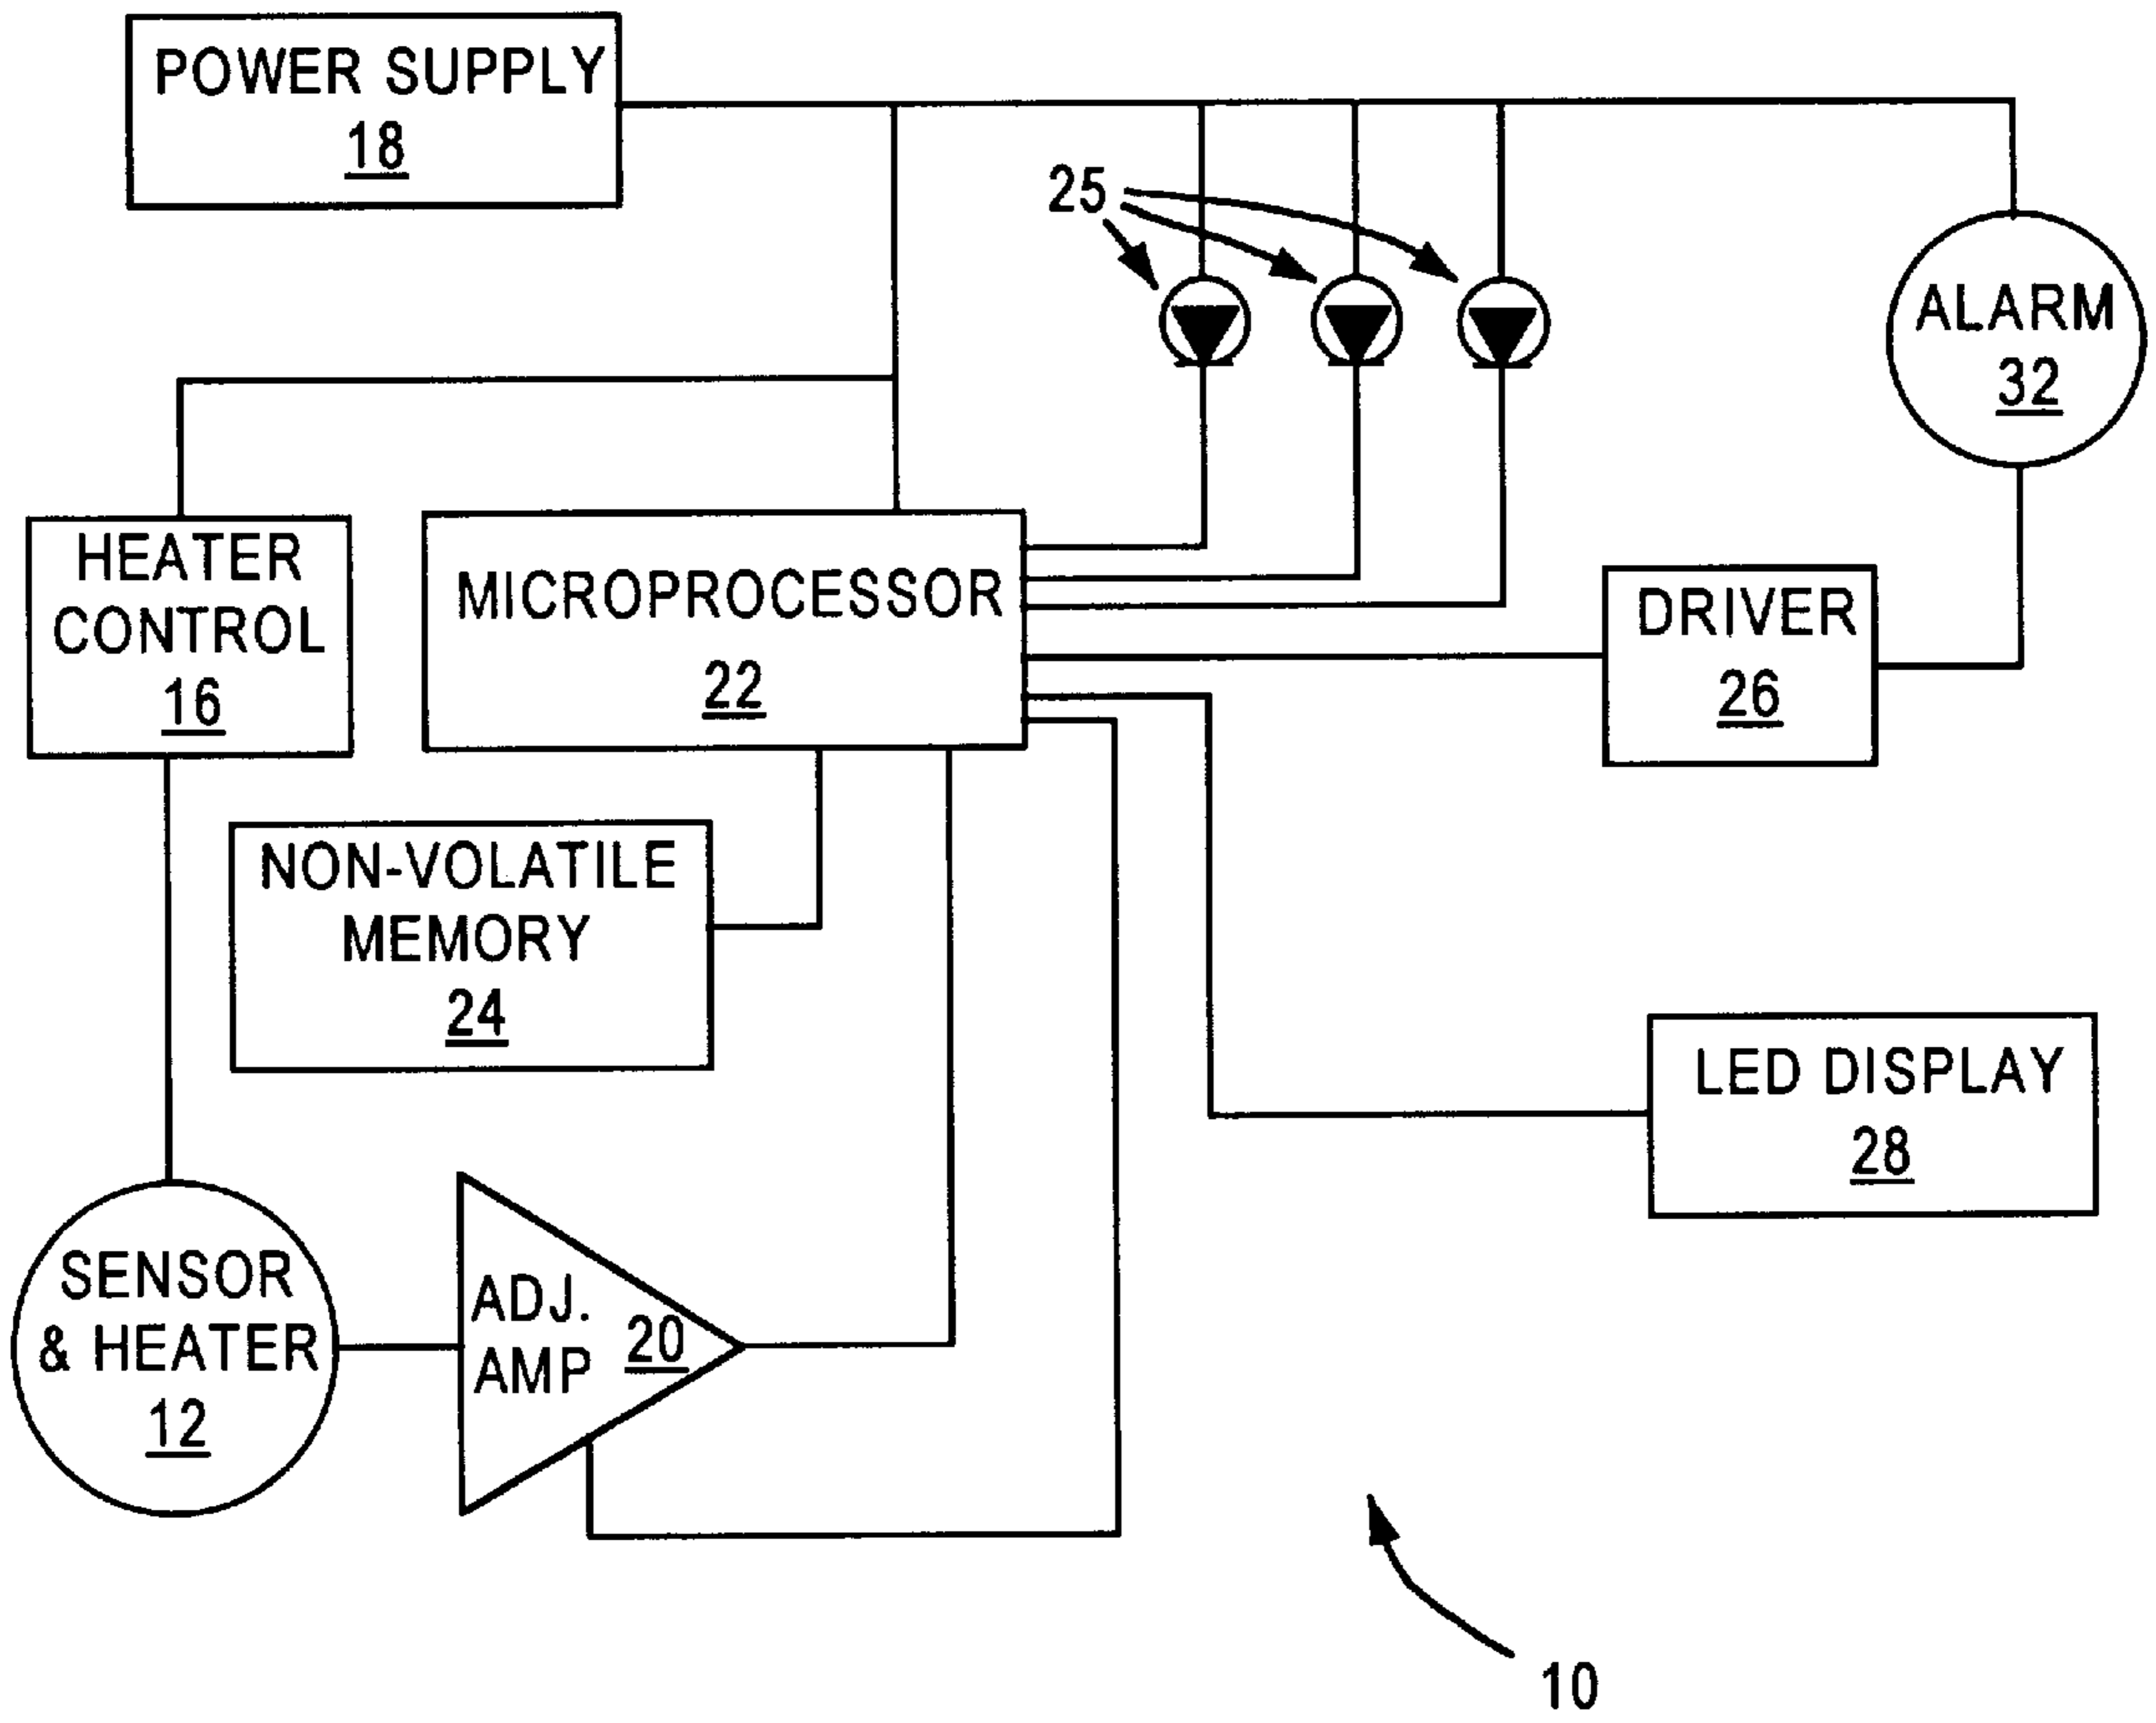 POWER SUPPLY
18
25
ALARM
32
HEATER
CONTROL
16
MICROPROCESSOR
22
DRIVER
26
NON-VOLATILE
MEMORY
24
LED DISPLAY
28
SENSOR
& HEATER
12
ADJ.
AMP
20
10